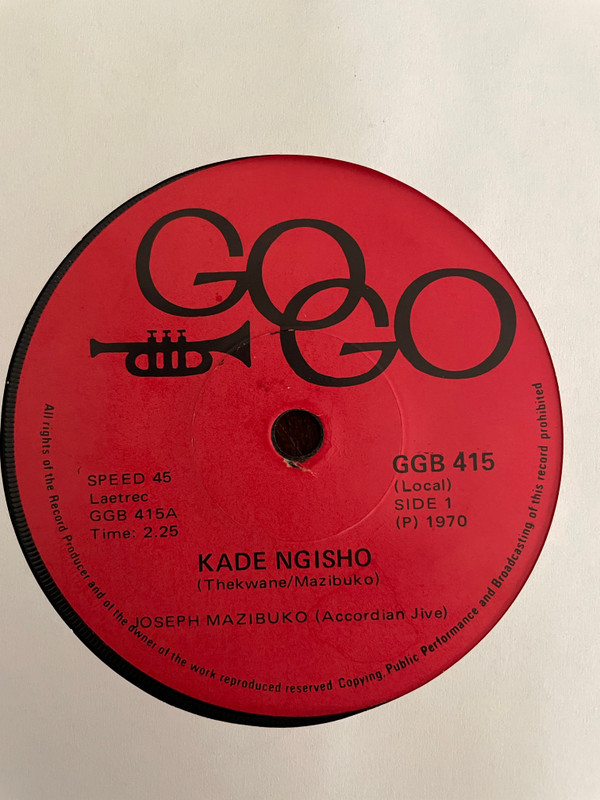 GO GO
SPEED 45
Laetrec
GGB 415A
Time: 2.25
GGB 415
(Local)
SIDE 1
(P) 1970
KADE NGISHO
(Thekwane/Mazibuko)
JOSEPH MAZIBUKO (Accordian Jive)
All rights of the Record Producer and of the owner of the work reproduced reserved. Copying, Public Performance and Broadcasting of this record prohibited